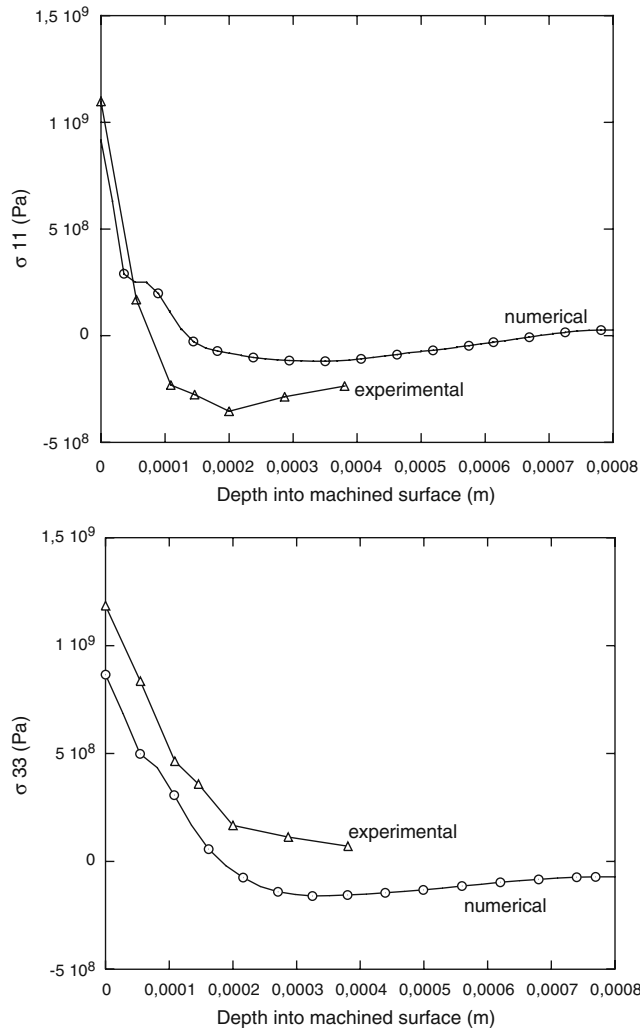 1,5 10⁹
1 10⁹
5 10⁸
0
-5 10⁸
σ 11 (Pa)
numerical
experimental
0 0,0001 0,0002 0,0003 0,0004 0,0005 0,0006 0,0007 0,0008
Depth into machined surface (m)
1,5 10⁹
1 10⁹
5 10⁸
0
-5 10⁸
σ 33 (Pa)
experimental
numerical
0 0,0001 0,0002 0,0003 0,0004 0,0005 0,0006 0,0007 0,0008
Depth into machined surface (m)